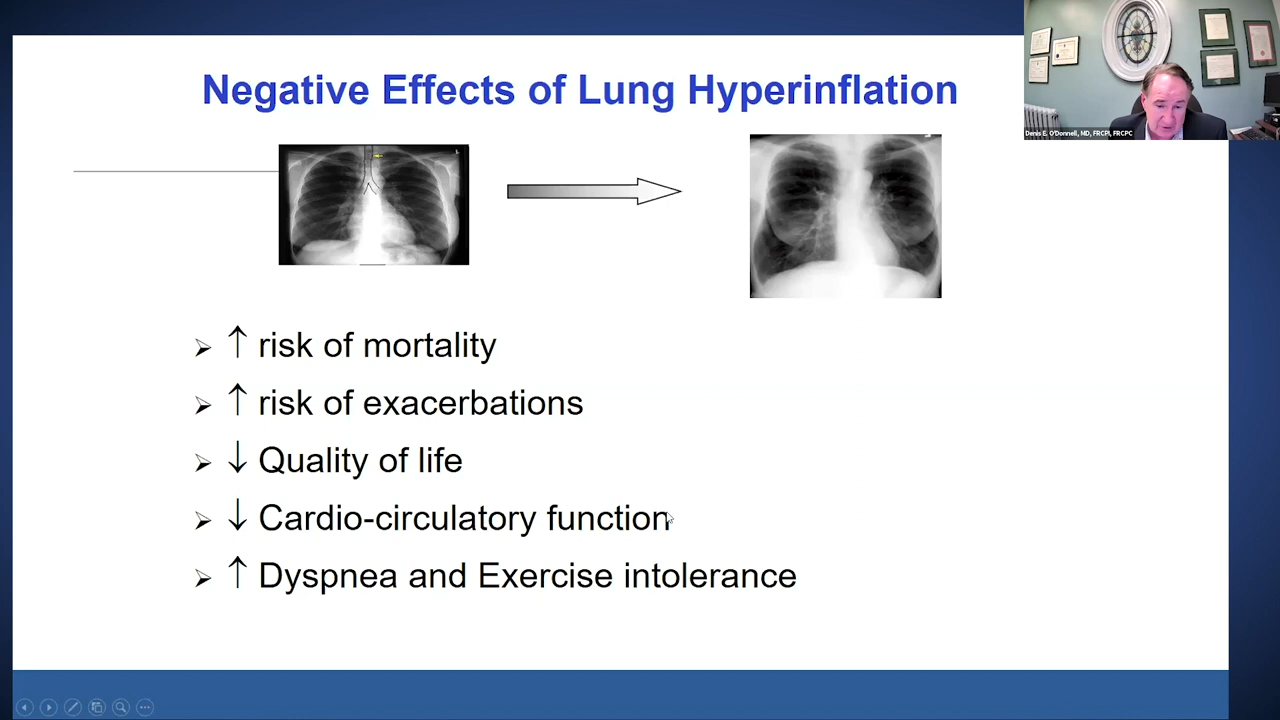 Negative Effects of Lung Hyperinflation
Denis E. O'Donnell, MD, FRCPI, FRCPC
➢ ↑ risk of mortality
➢ ↑ risk of exacerbations
➢ ↓ Quality of life
➢ ↓ Cardio-circulatory function
➢ ↑ Dyspnea and Exercise intolerance